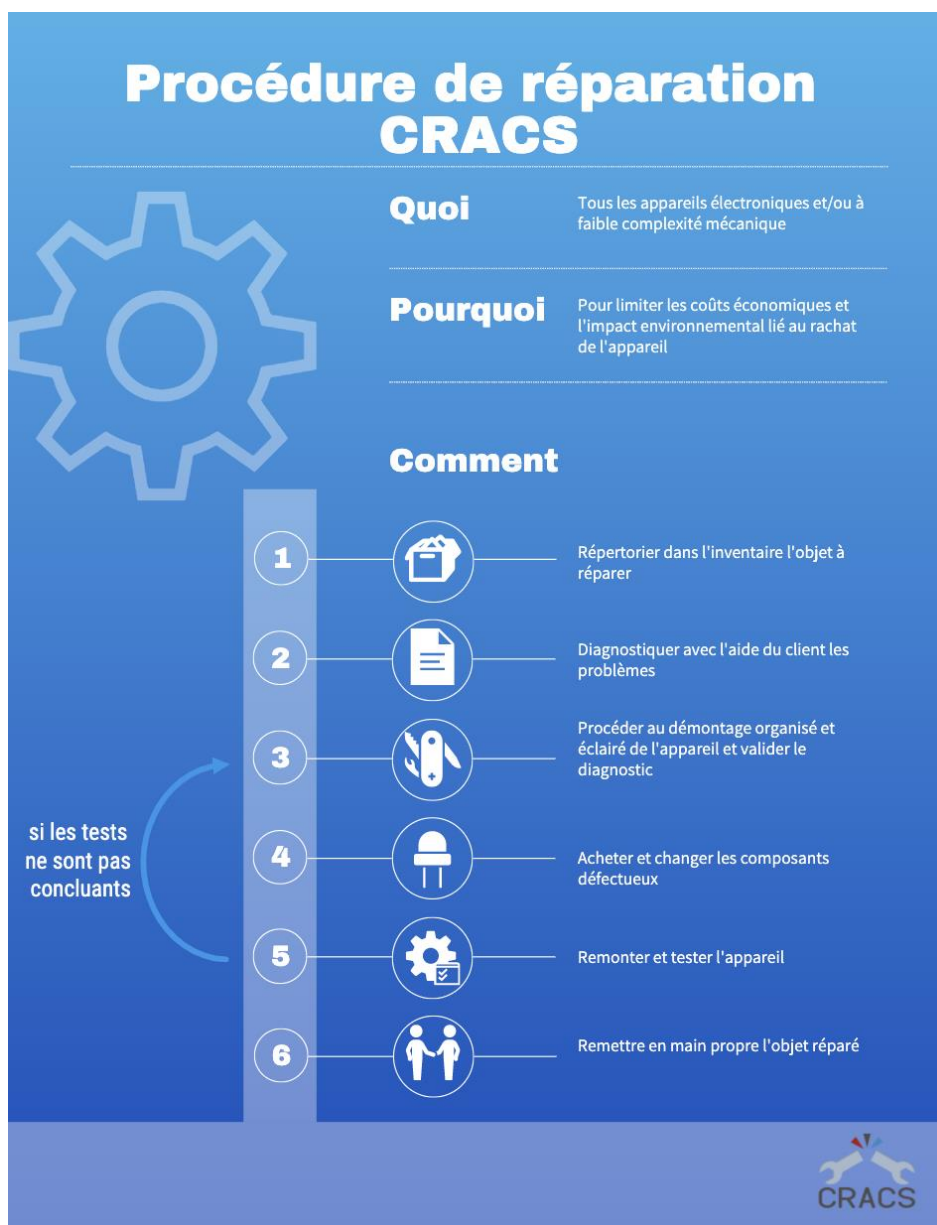 Procédure de réparation
CRACS
Quoi
Tous les appareils électroniques et/ou à
faible complexité mécanique
Pourquoi
Pour limiter les coûts économiques et
l'impact environnemental lié au rachat
de l'appareil
Comment
1
Répertorier dans l'inventaire l'objet à
réparer
2
Diagnostiquer avec l'aide du client les
problèmes
3
Procéder au démontage organisé et
éclairé de l'appareil et valider le
diagnostic
si les tests
ne sont pas
concluants
4
Acheter et changer les composants
défectueux
5
Remonter et tester l'appareil
6
Remettre en main propre l'objet réparé
CRACS